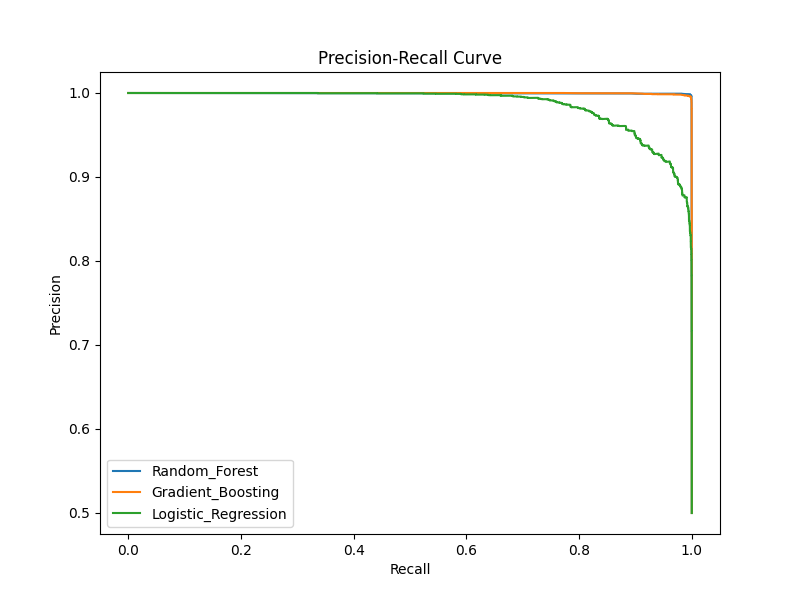 Precision-Recall Curve
1.0
0.9
0.8
0.7
0.6
0.5
Precision
Random_Forest
Gradient_Boosting
Logistic_Regression
0.0 0.2 0.4 0.6 0.8 1.0
Recall